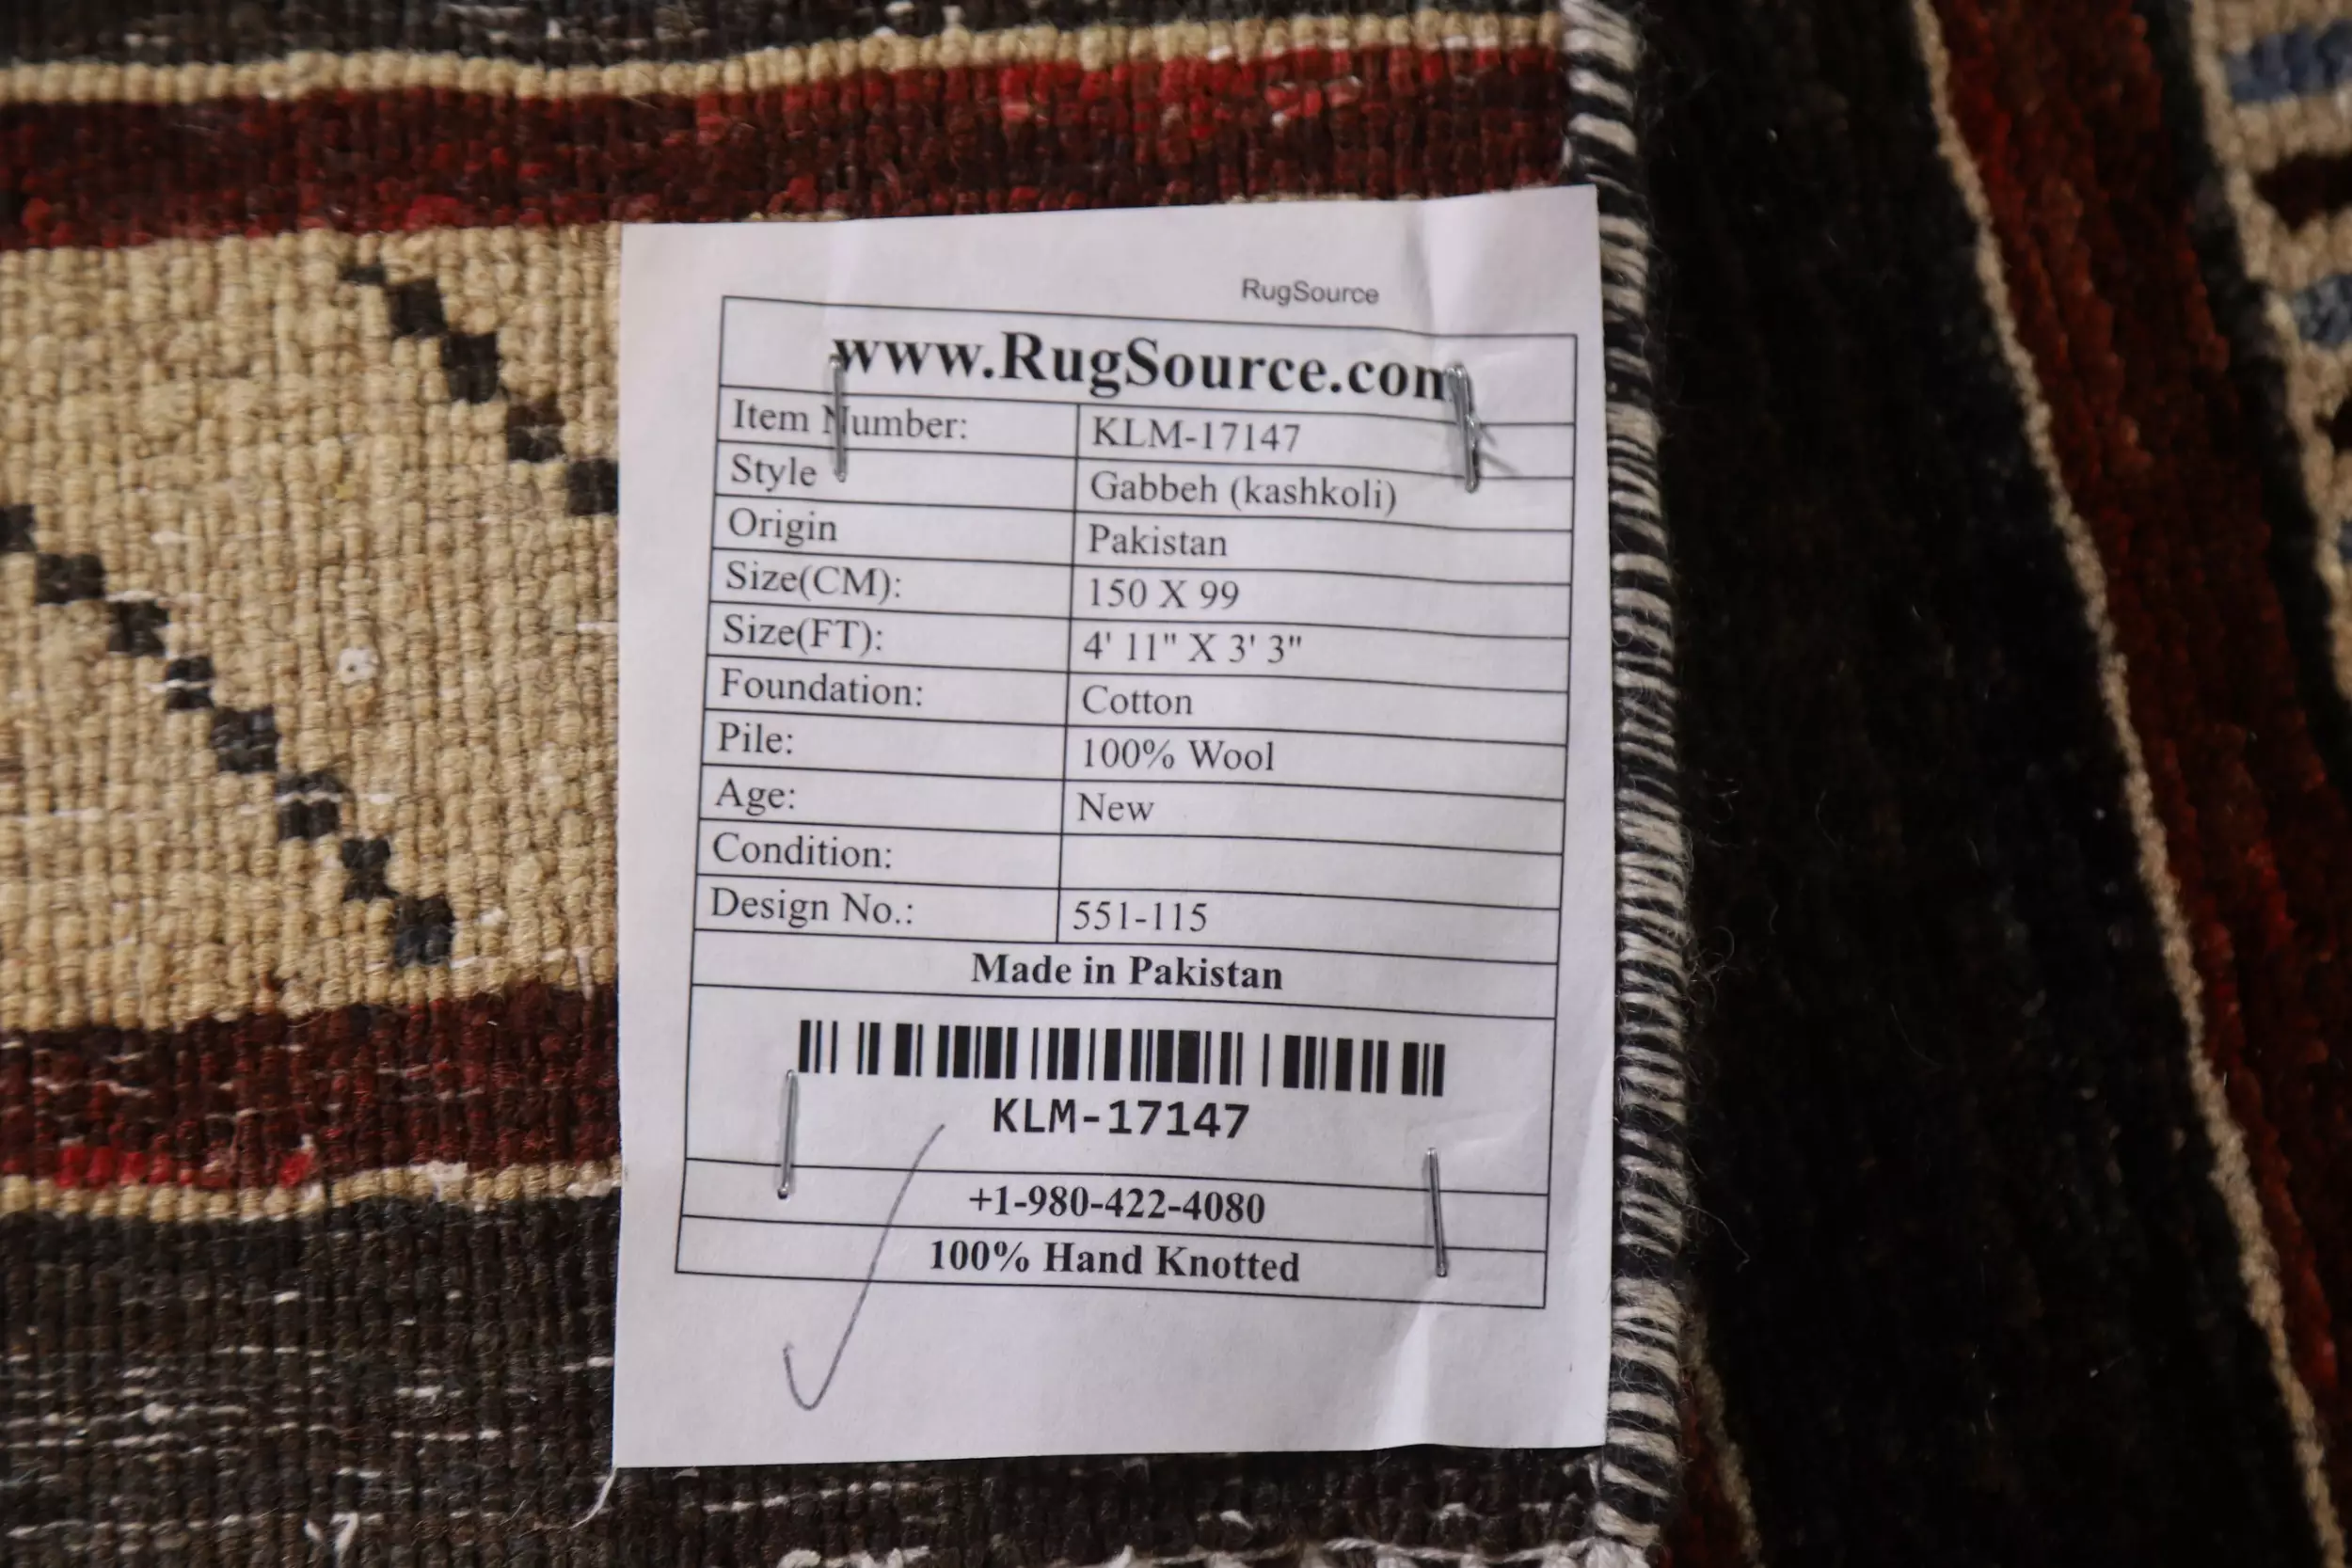 RugSource
www.RugSource.com
Item Number: KLM-17147
Style Gabbeh (kashkoli)
Origin Pakistan
Size(CM): 150 X 99
Size(FT): 4' 11" X 3' 3"
Foundation: Cotton
Pile: 100% Wool
Age: New
Condition:
Design No.: 551-115
Made in Pakistan
KLM-17147
+1-980-422-4080
100% Hand Knotted